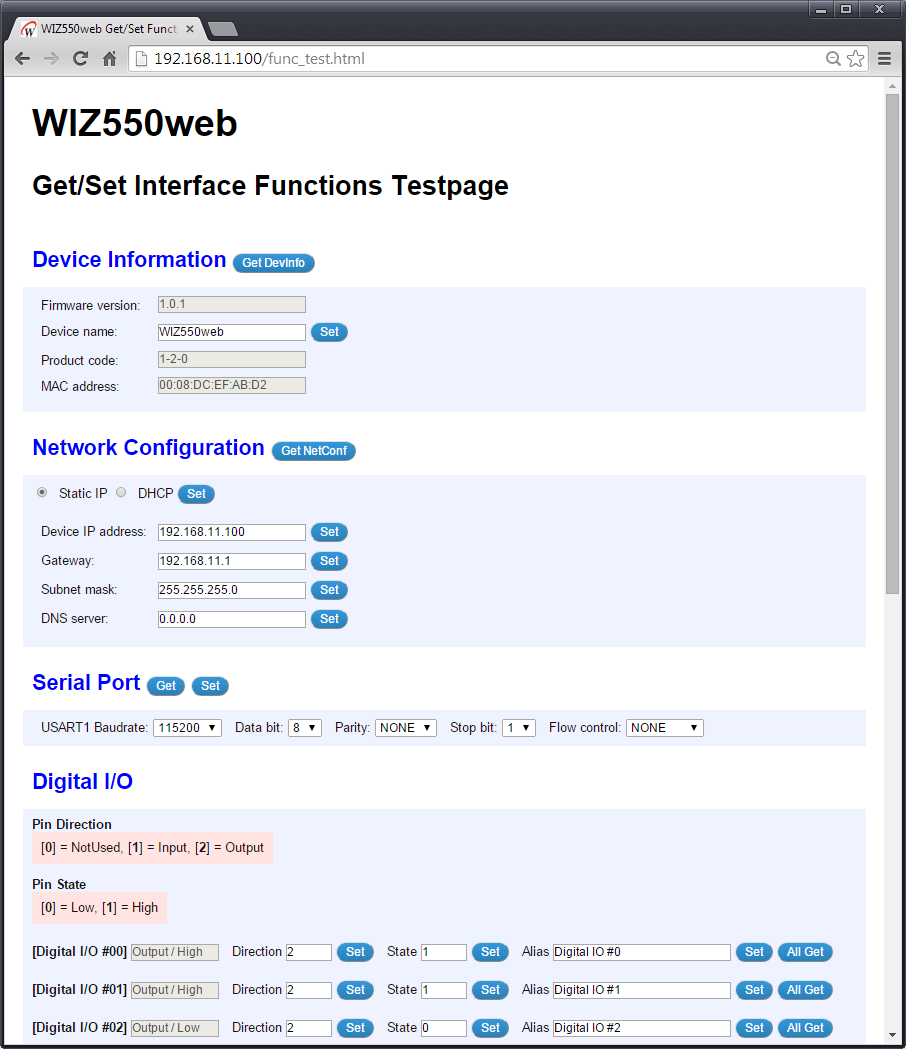 WIZ550web Get/Set Funct
192.168.11.100/func_test.html
WIZ550web
Get/Set Interface Functions Testpage
Device Information Get DevInfo
Firmware version: 1.0.1
Device name: WIZ550web Set
Product code: 1-2-0
MAC address: 00:08:DC:EF:AB:D2
Network Configuration Get NetConf
Static IP DHCP Set
Device IP address: 192.168.11.100 Set
Gateway: 192.168.11.1 Set
Subnet mask: 255.255.255.0 Set
DNS server: 0.0.0.0 Set
Serial Port Get Set
USART1 Baudrate: 115200 Data bit: 8 Parity: NONE Stop bit: 1 Flow control: NONE
Digital I/O
Pin Direction
[0] = NotUsed, [1] = Input, [2] = Output
Pin State
[0] = Low, [1] = High
[Digital I/O #00] Output / High Direction 2 Set State 1 Set Alias Digital IO #0 Set All Get
[Digital I/O #01] Output / High Direction 2 Set State 1 Set Alias Digital IO #1 Set All Get
[Digital I/O #02] Output / Low Direction 2 Set State 0 Set Alias Digital IO #2 Set All Get